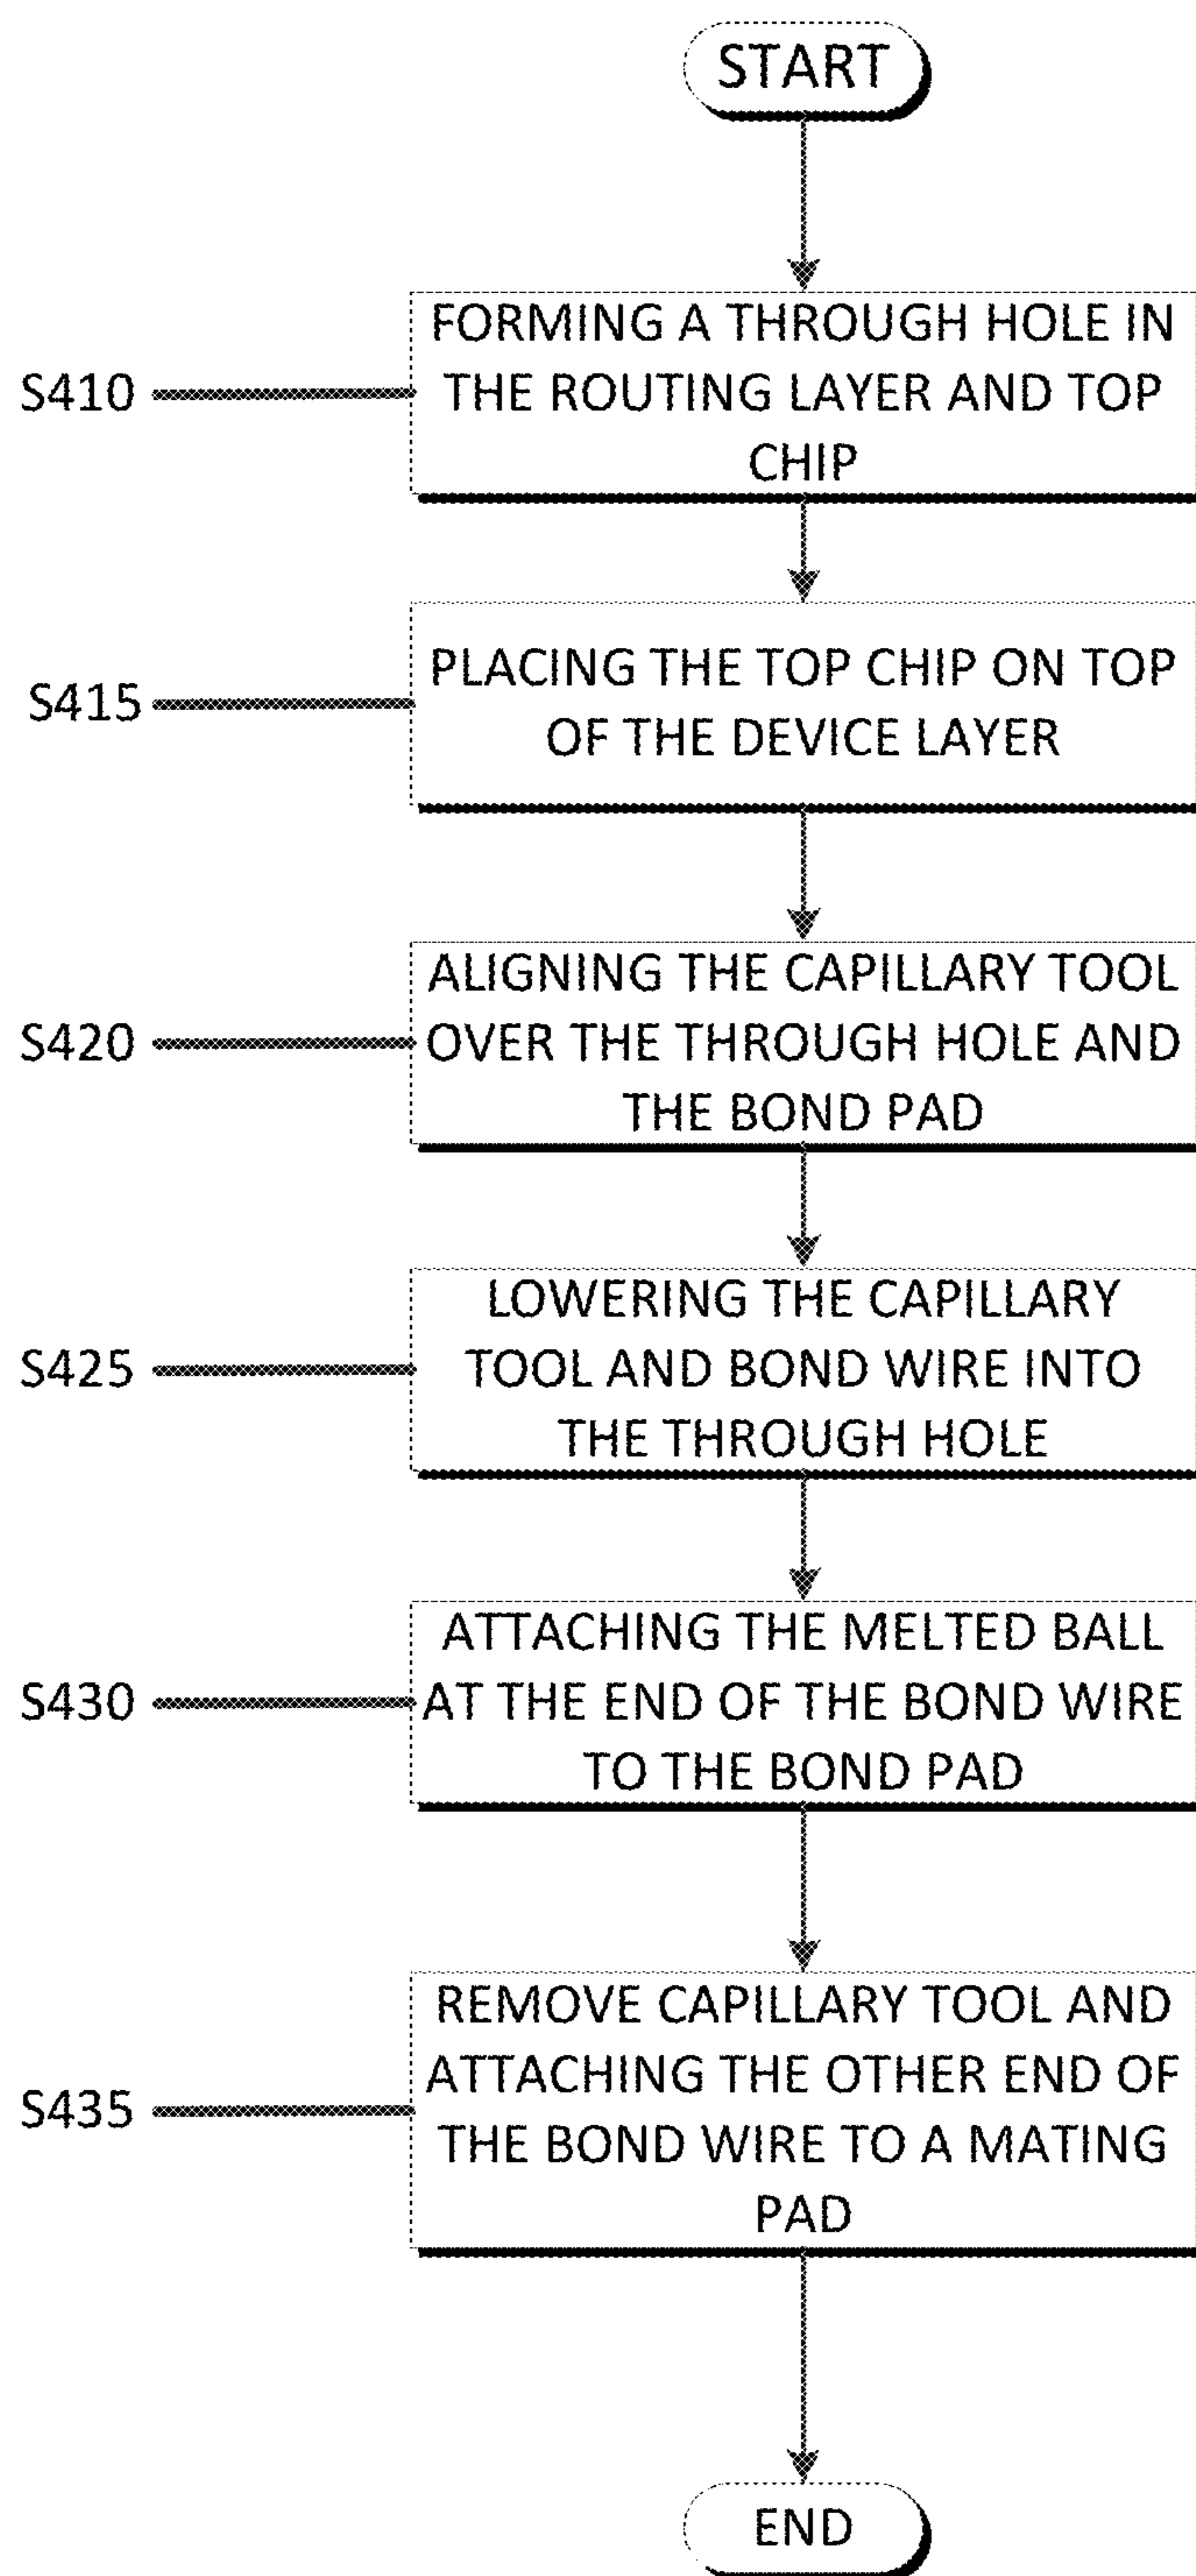 START
FORMING A THROUGH HOLE IN
S410
THE ROUTING LAYER AND TOP
CHIP
PLACING THE TOP CHIP ON TOP
S415
OF THE DEVICE LAYER
ALIGNING THE CAPILLARY TOOL
S420
OVER THE THROUGH HOLE AND
THE BOND PAD
LOWERING THE CAPILLARY
S425
TOOL AND BOND WIRE INTO
THE THROUGH HOLE
ATTACHING THE MELTED BALL
S430
AT THE END OF THE BOND WIRE
TO THE BOND PAD
REMOVE CAPILLARY TOOL AND
ATTACHING THE OTHER END OF
S435
THE BOND WIRE TO A MATING
PAD
END